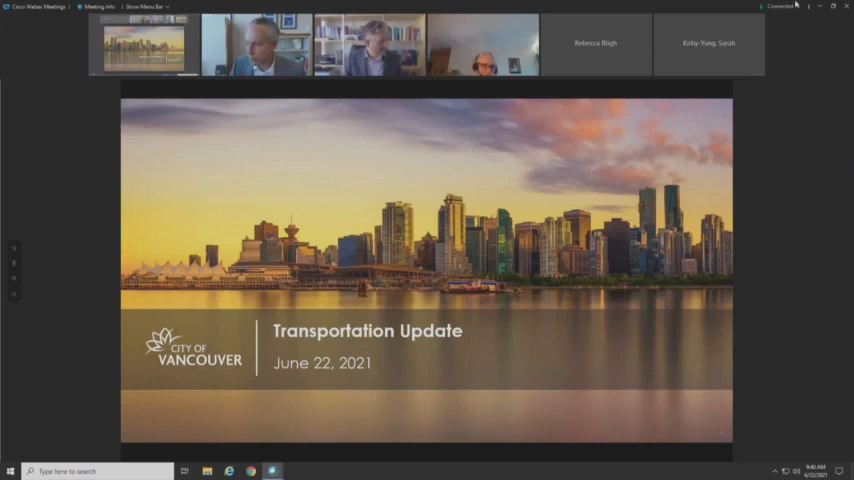 Cisco Webex Meetings
Meeting Info
Show Menu Bar
Connected
Rebecca Bligh
Kirby-Yung, Sarah
Transportation Update
CITY OF
VANCOUVER
June 22, 2021
Type here to search
9:40 AM
6/22/2021